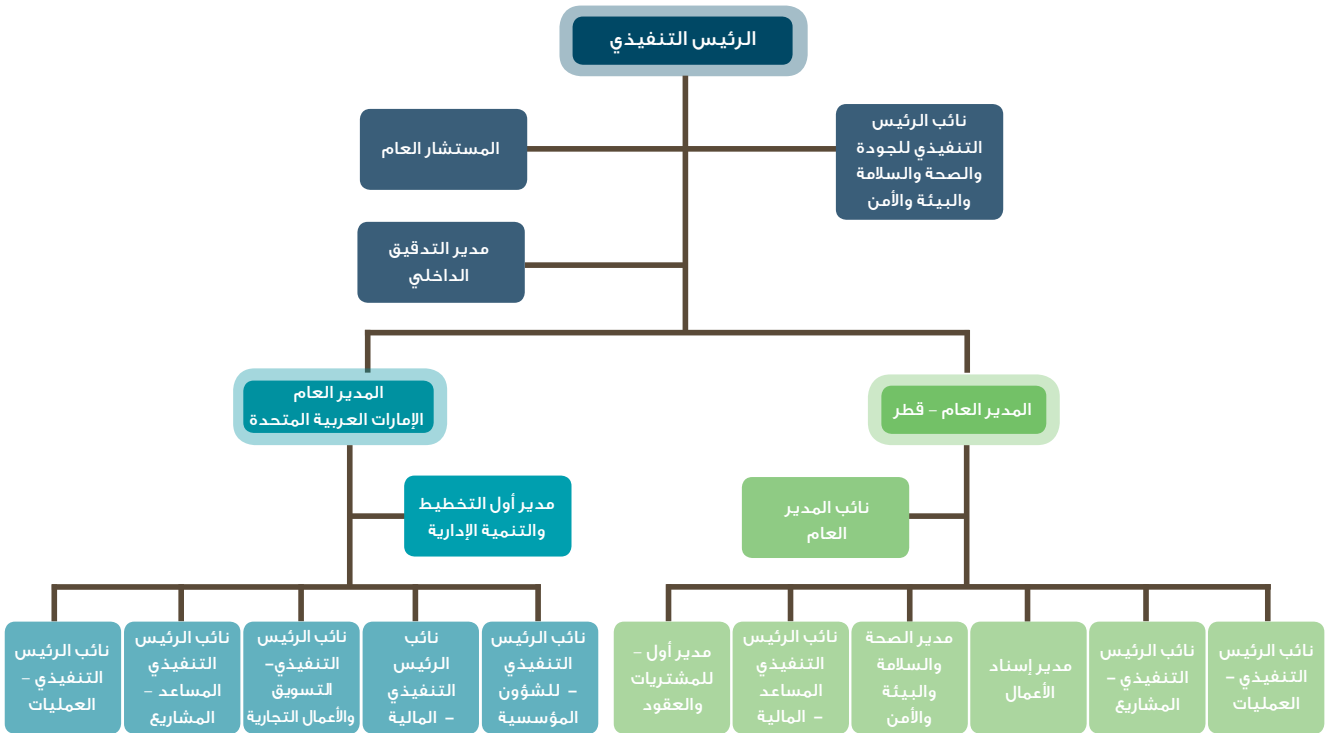 الرئيس التنفيذي
نائب الرئيس
التنفيذي للجودة
والصحة والسلامة
والبيئة والأمن
المستشار العام
مدير التدقيق
الداخلي
المدير العام – قطر
المدير العام
الإمارات العربية المتحدة
نائب المدير
العام
مدير أول التخطيط
والتنمية الإدارية
نائب الرئيس
التنفيذي –
العمليات
نائب الرئيس
التنفيذي –
المشاريع
مدير إسناد
الأعمال
مدير الصحة
والسلامة
والبيئة
والأمن
نائب الرئيس
التنفيذي
المساعد
– المالية
مدير أول –
للمشتريات
والعقود
نائب الرئيس
التنفيذي
– للشؤون
المؤسسية
نائب
الرئيس
التنفيذي
– المالية
نائب الرئيس
التنفيذي–
التسويق
والأعمال التجارية
نائب الرئيس
التنفيذي
المساعد –
المشاريع
نائب الرئيس
التنفيذي –
العمليات